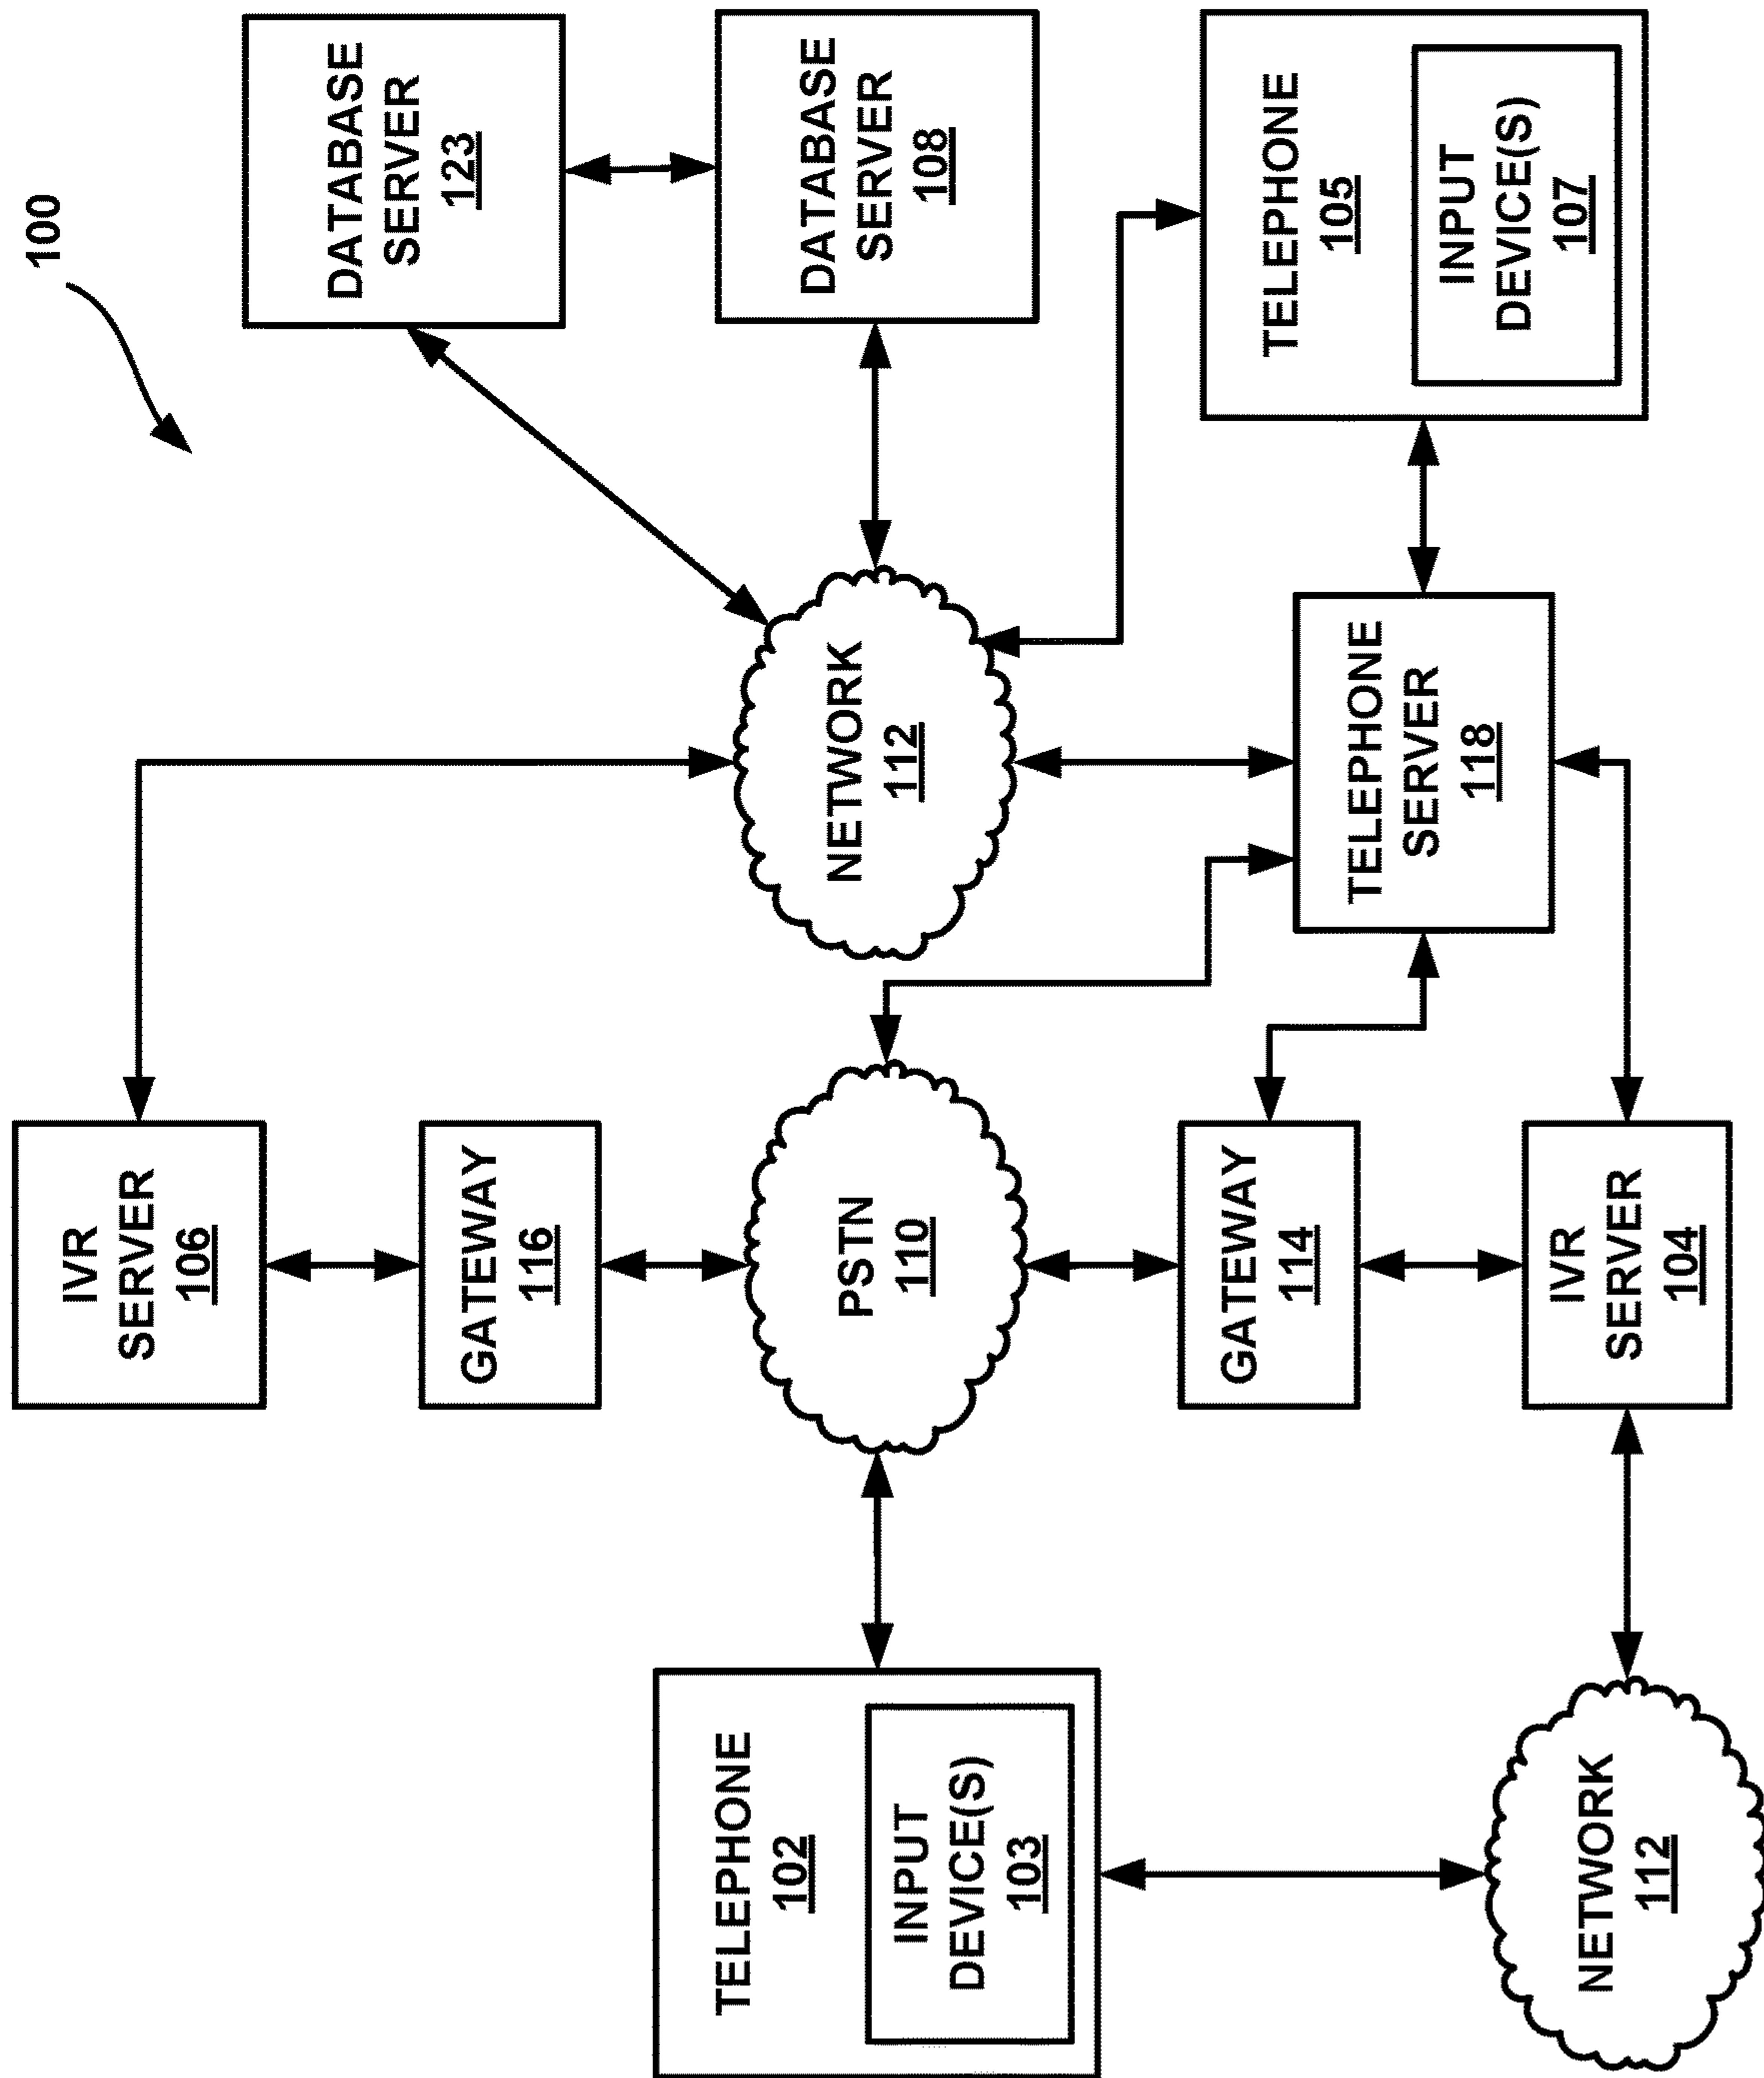 100
IVR
SERVER
106
DATABASE
SERVER
123
GATEWAY
116
DATABASE
SERVER
108
TELEPHONE
102
INPUT
DEVICE(S)
103
PSTN
110
NETWORK
112
GATEWAY
114
TELEPHONE
SERVER
118
TELEPHONE
105
INPUT
DEVICE(S)
107
NETWORK
112
IVR
SERVER
104